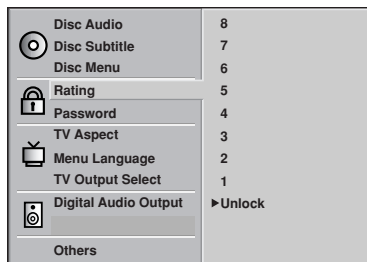 Disc Audio
Disc Subtitle
Disc Menu
Rating
Password
TV Aspect
Menu Language
TV Output Select
Digital Audio Output
Others
8
7
6
5
4
3
2
1
►Unlock